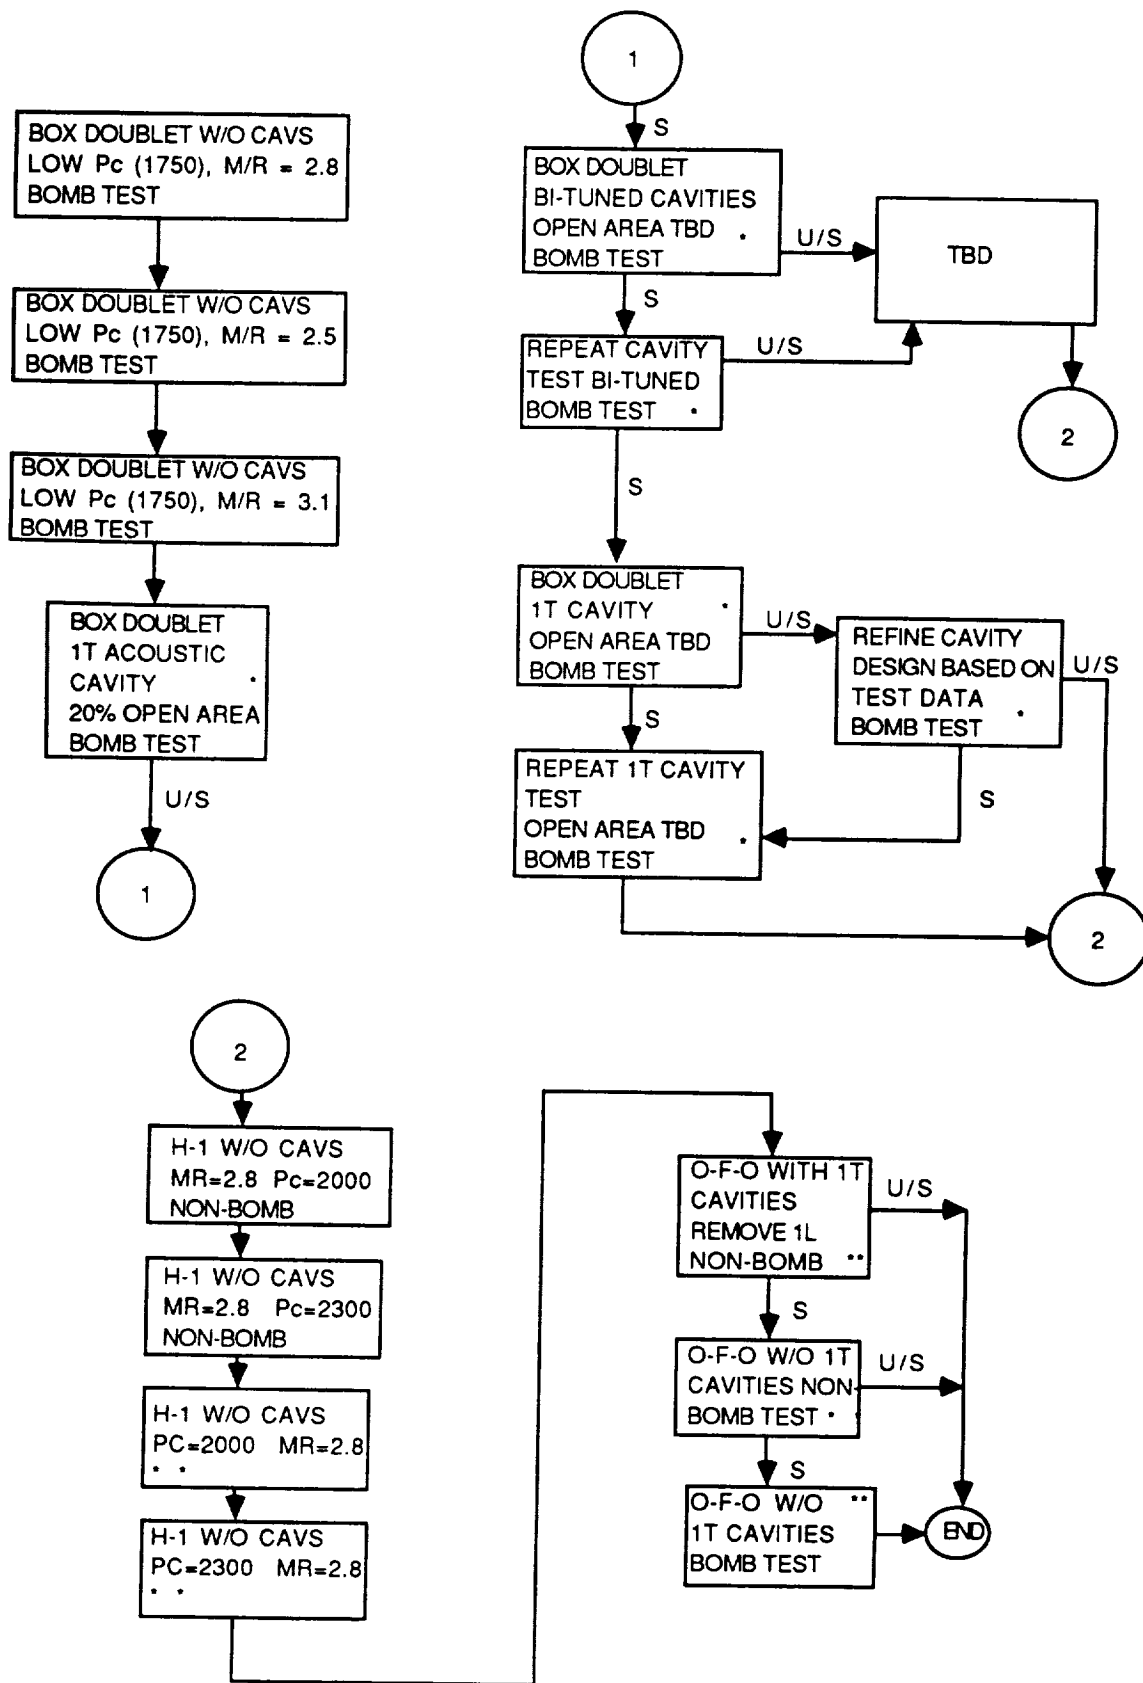 BOX DOUBLET W/O CAVS
LOW Pc (1750), M/R = 2.8
BOMB TEST
BOX DOUBLET W/O CAVS
LOW Pc (1750), M/R = 2.5
BOMB TEST
BOX DOUBLET W/O CAVS
LOW Pc (1750), M/R = 3.1
BOMB TEST
BOX DOUBLET
1T ACOUSTIC
CAVITY *
20% OPEN AREA
BOMB TEST
U/S
1
1
S
BOX DOUBLET
BI-TUNED CAVITIES
OPEN AREA TBD *
BOMB TEST
U/S
TBD
S
REPEAT CAVITY
TEST BI-TUNED
BOMB TEST *
U/S
2
S
BOX DOUBLET
1T CAVITY *
OPEN AREA TBD
BOMB TEST
U/S
REFINE CAVITY
DESIGN BASED ON
TEST DATA *
BOMB TEST
U/S
S
S
REPEAT 1T CAVITY
TEST
OPEN AREA TBD *
BOMB TEST
2
2
H-1 W/O CAVS
MR=2.8 Pc=2000
NON-BOMB
H-1 W/O CAVS
MR=2.8 Pc=2300
NON-BOMB
H-1 W/O CAVS
PC=2000 MR=2.8
* *
H-1 W/O CAVS
PC=2300 MR=2.8
* *
O-F-O WITH 1T
CAVITIES
REMOVE 1L
NON-BOMB **
U/S
S
O-F-O W/O 1T
CAVITIES NON-
BOMB TEST * *
U/S
S
O-F-O W/O **
1T CAVITIES
BOMB TEST
END